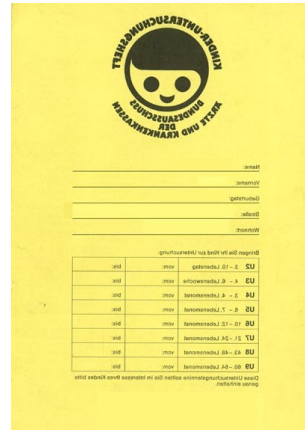 KINDER-UNTERSUCHUNGSHEFT
BUNDESAUSSCHUSS
DER
ÄRZTE UND KRANKENKASSEN
Name:
Vorname:
Geburtstag:
Straße:
Wohnort:
Bringen Sie Ihr Kind zur Untersuchung:
U2 3. – 10. Lebenstag vom: bis:
U3 4. – 6. Lebenswoche vom: bis:
U4 3. – 4. Lebensmonat vom: bis:
U5 6. – 7. Lebensmonat vom: bis:
U6 10. – 12. Lebensmonat vom: bis:
U7 21. – 24. Lebensmonat vom: bis:
U8 43. – 48. Lebensmonat vom: bis:
U9 60. – 64. Lebensmonat vom: bis:
Diese Untersuchungstermine sollten Sie im Interesse Ihres Kindes bitte
genau einhalten.